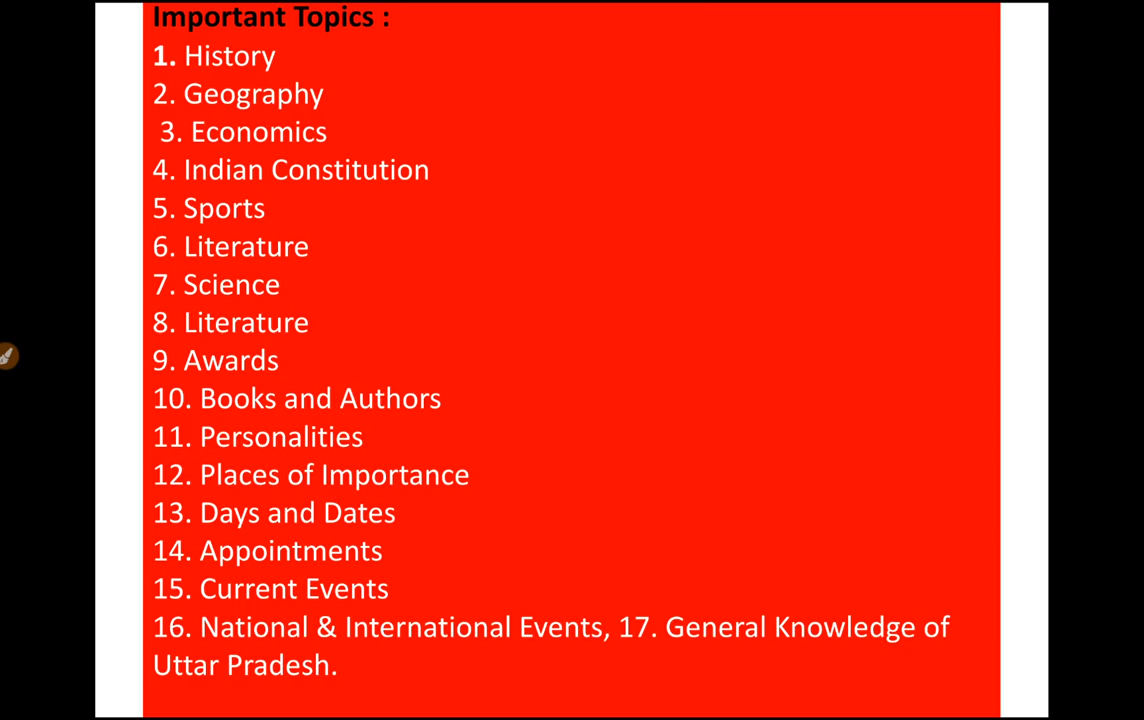 Important Topics :
1. History
2. Geography
3. Economics
4. Indian Constitution
5. Sports
6. Literature
7. Science
8. Literature
9. Awards
10. Books and Authors
11. Personalities
12. Places of Importance
13. Days and Dates
14. Appointments
15. Current Events
16. National & International Events, 17. General Knowledge of
Uttar Pradesh.